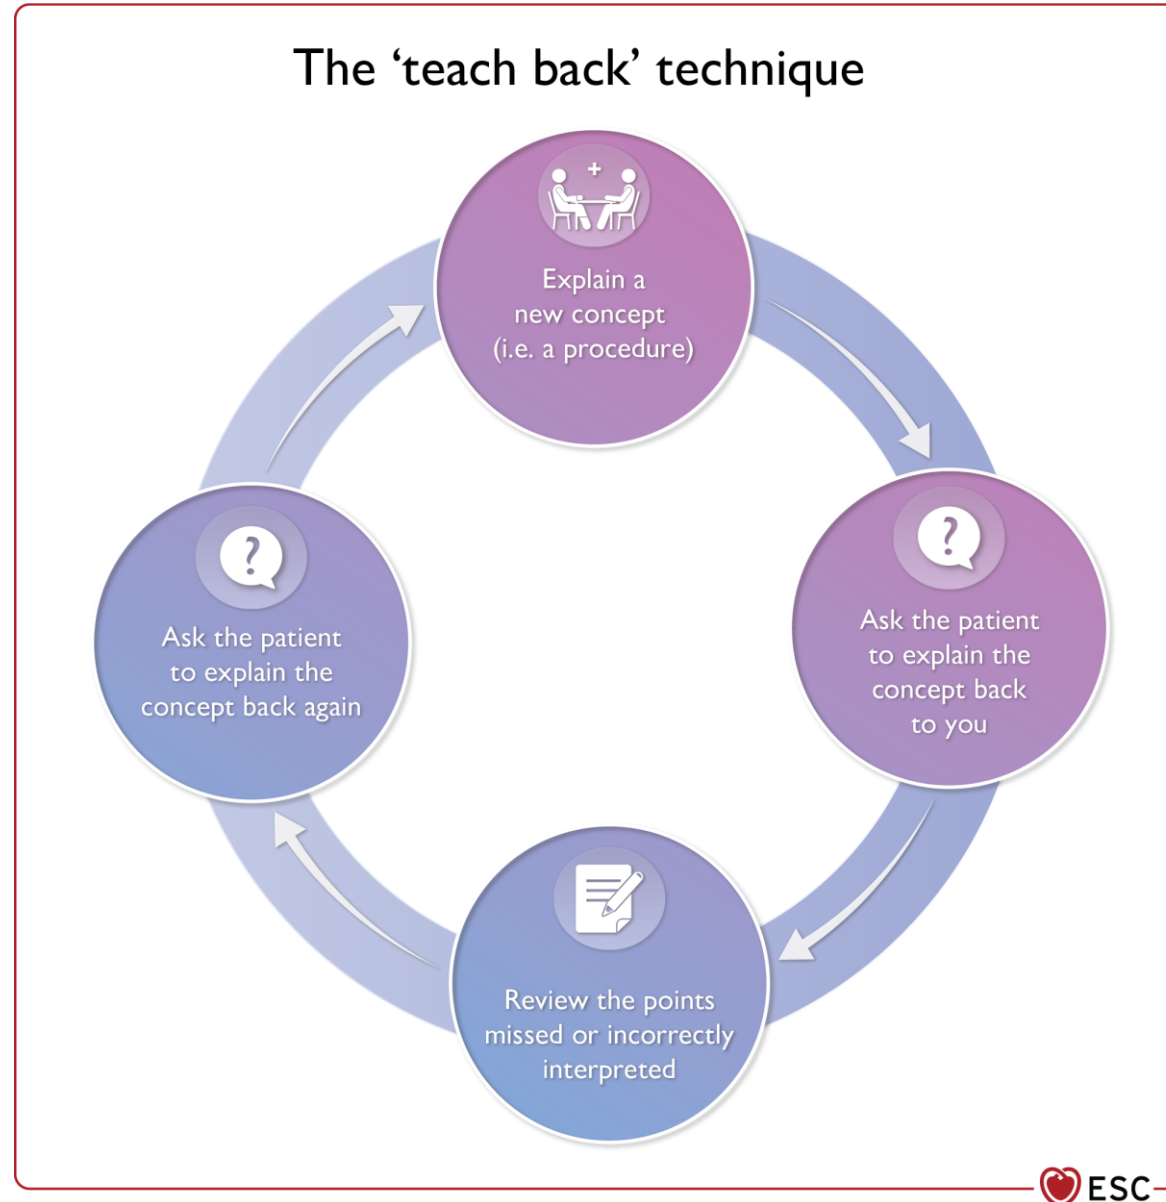 The ‘teach back’ technique
Explain a
new concept
(i.e. a procedure)
Ask the patient
to explain the
concept back
to you
Review the points
missed or incorrectly
interpreted
Ask the patient
to explain the
concept back again
ESC